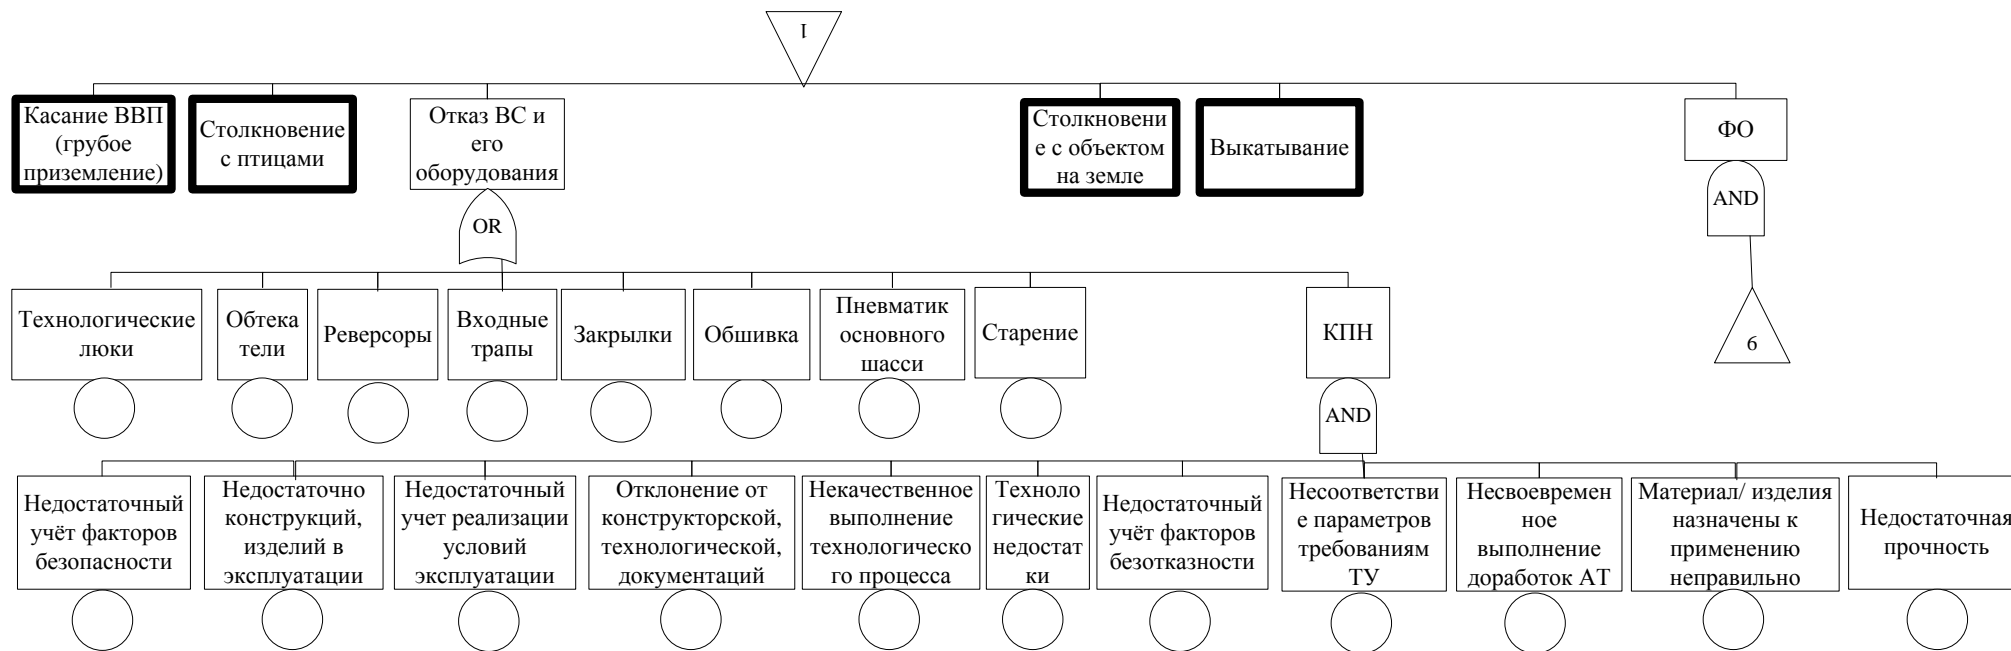 1
Касание ВВП
(грубое
приземление)
Столкновение
с птицами
Отказ ВС и
его
оборудования
Столкновени
е с объектом
на земле
Выкатывание
ФО
OR
AND
Технологические
люки
Обтека
тели
Реверсоры
Входные
трапы
Закрылки
Обшивка
Пневматик
основного
шасси
Старение
КПН
6
AND
Недостаточный
учёт факторов
безопасности
Недостаточно
конструкций,
изделий в
эксплуатации
Недостаточный
учет реализации
условий
эксплуатации
Отклонение от
конструкторской,
технологической,
документаций
Некачественное
выполнение
технологическо
го процесса
Техноло
гические
недостат
ки
Недостаточный
учёт факторов
безотказности
Несоответстви
е параметров
требованиям
ТУ
Несвоевремен
ное
выполнение
доработок АТ
Материал/ изделия
назначены к
применению
неправильно
Недостаточная
прочность